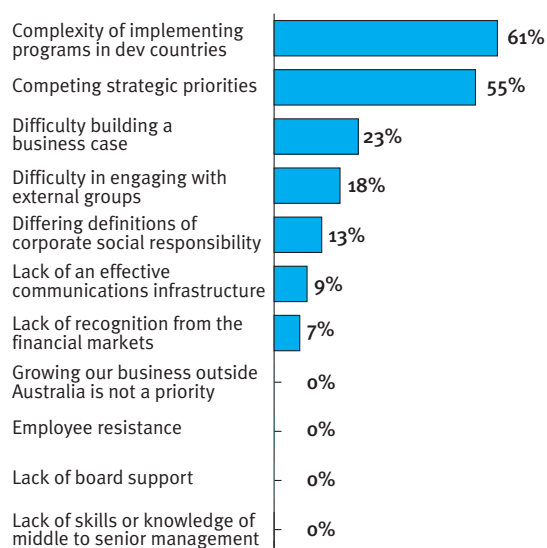 Complexity of implementing
programs in dev countries
61%
Competing strategic priorities
55%
Difficulty building a
business case
23%
Difficulty in engaging with
external groups
18%
Differing definitions of
corporate social responsibility
13%
Lack of an effective
communications infrastructure
9%
Lack of recognition from the
financial markets
7%
Growing our business outside
Australia is not a priority
0%
Employee resistance
0%
Lack of board support
0%
Lack of skills or knowledge of
middle to senior management
0%